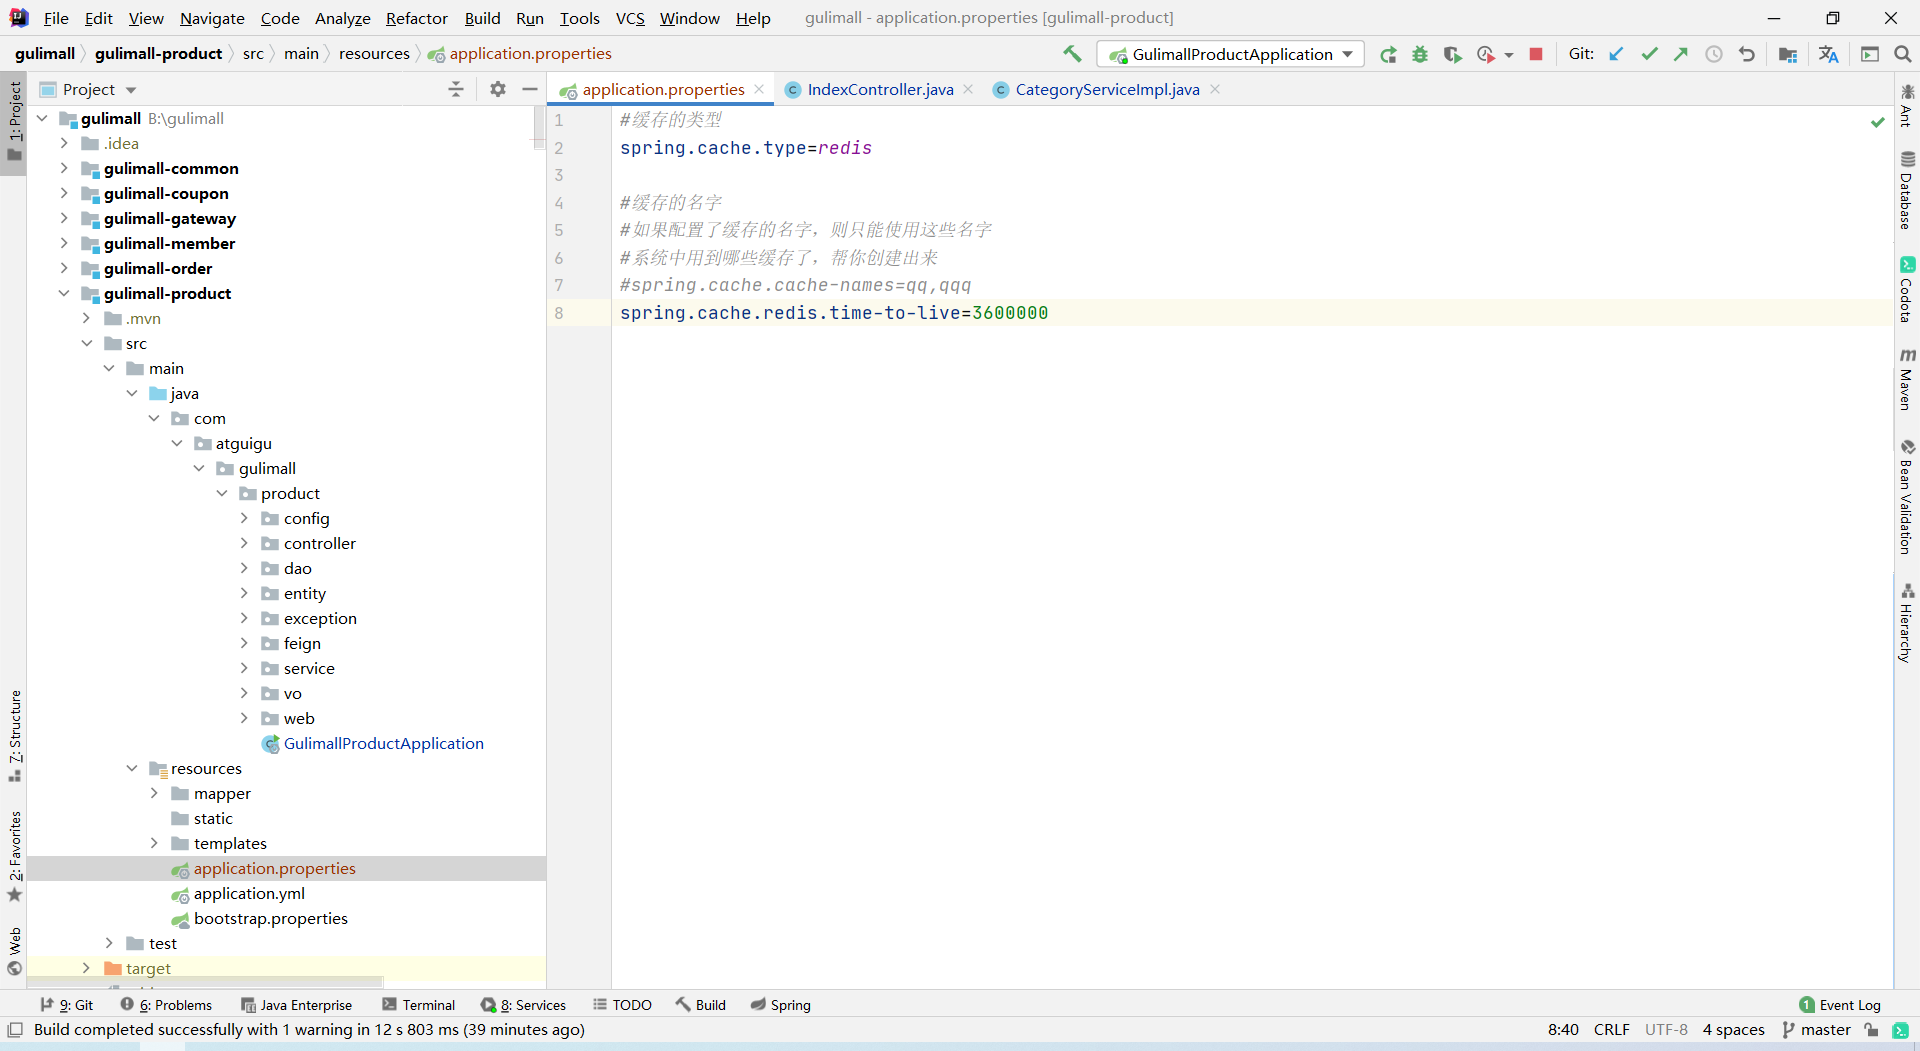 File Edit View Navigate Code Analyze Refactor Build Run Tools VCS Window Help gulimall - application.properties [gulimall-product]
gulimall gulimall-product src main resources application.properties GulimallProductApplication Git:
Project application.properties IndexController.java CategoryServiceImpl.java
1: Project
7: Structure
2: Favorites
Web
gulimall B:\gulimall
.idea
gulimall-common
gulimall-coupon
gulimall-gateway
gulimall-member
gulimall-order
gulimall-product
.mvn
src
main
java
com
atguigu
gulimall
product
config
controller
dao
entity
exception
feign
service
vo
web
GulimallProductApplication
resources
mapper
static
templates
application.properties
application.yml
bootstrap.properties
test
target
1 #缓存的类型
2 spring.cache.type=redis
3
4 #缓存的名字
5 #如果配置了缓存的名字，则只能使用这些名字
6 #系统中用到哪些缓存了，帮你创建出来
7 #spring.cache.cache-names=qq,qqq
8 spring.cache.redis.time-to-live=3600000
Ant
Database
Codota
Maven
Bean Validation
Hierarchy
9: Git 6: Problems Java Enterprise Terminal 8: Services TODO Build Spring 1 Event Log
Build completed successfully with 1 warning in 12 s 803 ms (39 minutes ago) 8:40 CRLF UTF-8 4 spaces master